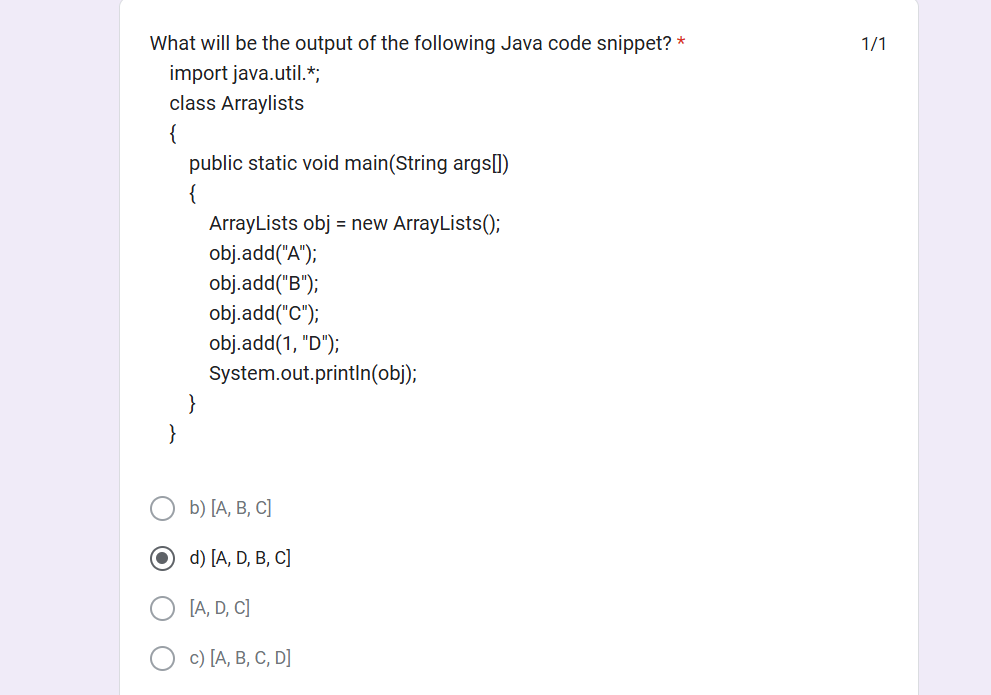 What will be the output of the following Java code snippet? *
1/1
import java.util.*;
class Arraylists
{
public static void main(String args[])
{
ArrayLists obj = new ArrayLists();
obj.add("A");
obj.add("B");
obj.add("C");
obj.add(1, "D");
System.out.println(obj);
}
}
b) [A, B, C]
d) [A, D, B, C]
[A, D, C]
c) [A, B, C, D]